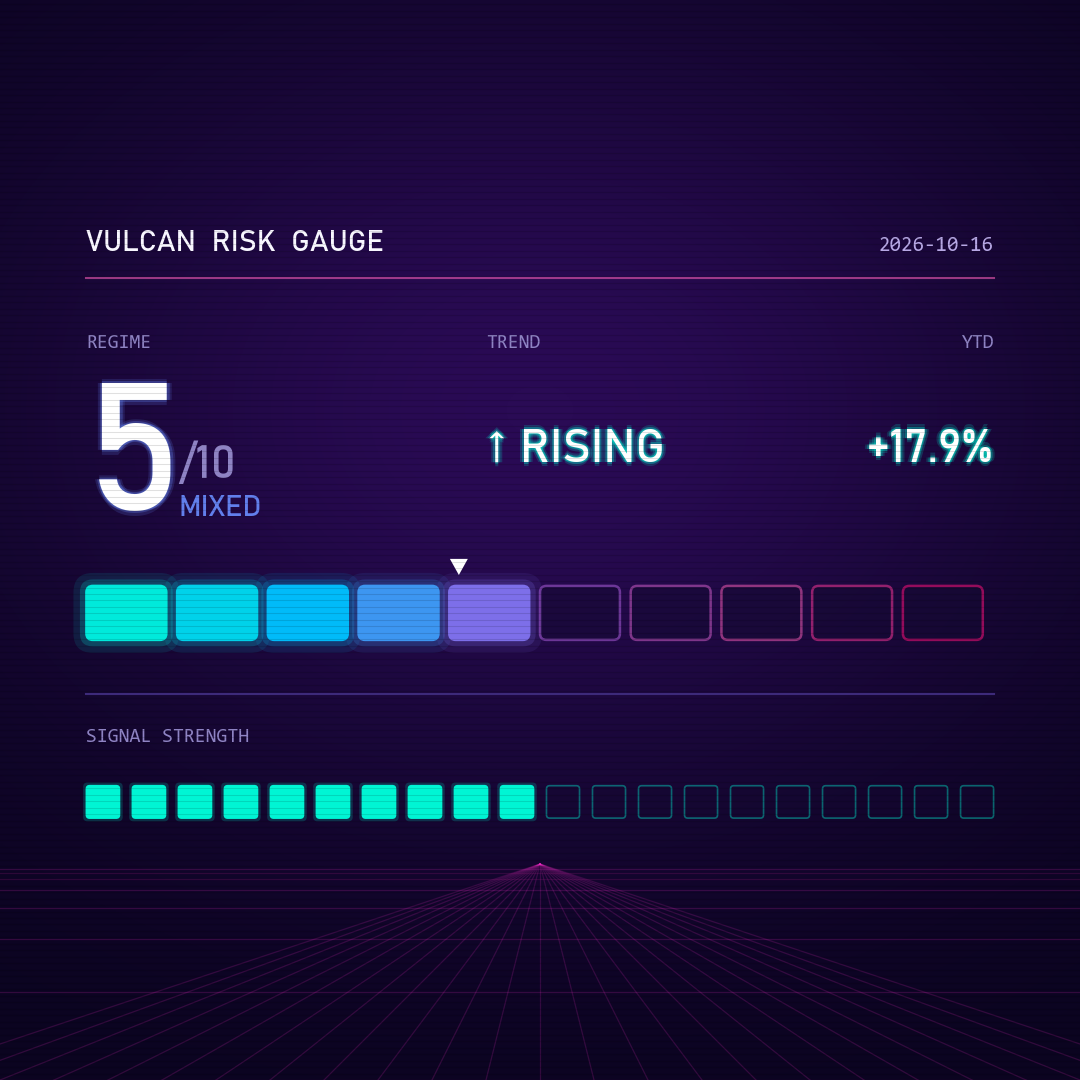 VULCAN RISK GAUGE
2026-10-16
REGIME
TREND
YTD
5/10
MIXED
↑ RISING
+17.9%
SIGNAL STRENGTH